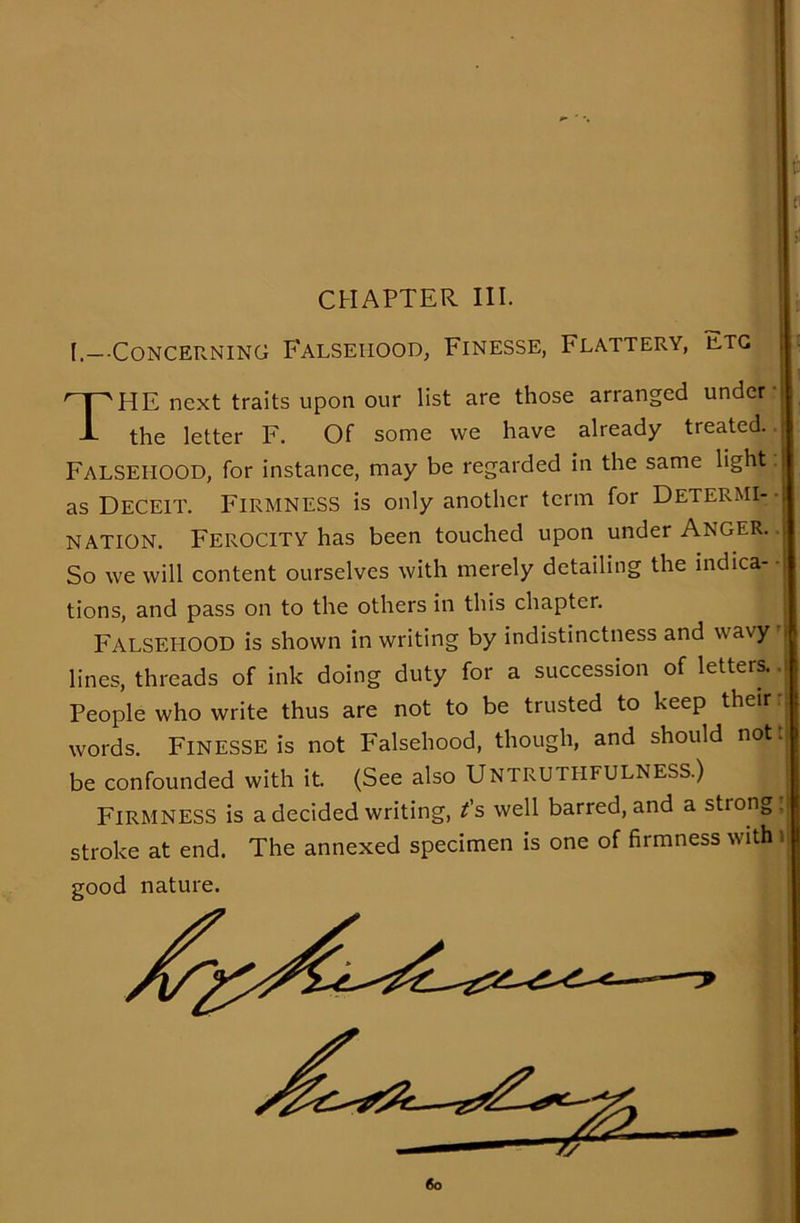 CHAPTER III.
I.—Concerning Falsehood, Finesse, Flattery, Etc
THE next traits upon our list are those arranged under
the letter F. Of some we have already treated.
FALSEHOOD, for instance, may be regarded in the same light
as DECEIT. FIRMNESS is only another term for DETERMI-
NATION. FEROCITY has been touched upon under ANGER.
So we will content ourselves with merely detailing the indica-
tions, and pass on to the others in this chapter.
FALSEHOOD is shown in writing by indistinctness and wavy
lines, threads of ink doing duty for a succession of letters.
People who write thus are not to be trusted to keep their
words. FINESSE is not Falsehood, though, and should not
be confounded with it. (See also UNTRUTHFULNESS.)
FIRMNESS is a decided writing, t's well barred, and a strong
stroke at end. The annexed specimen is one of firmness with
good nature.
60